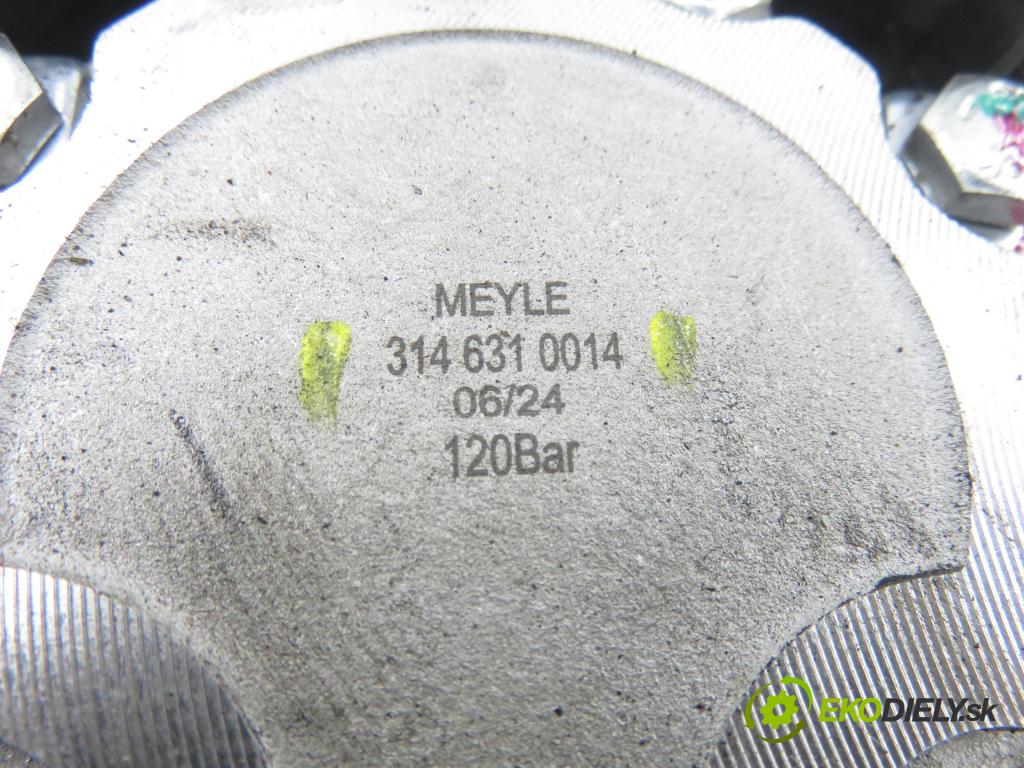 MEYLE
314 631 0014
06/24
120Bar
EKODIELY.sk